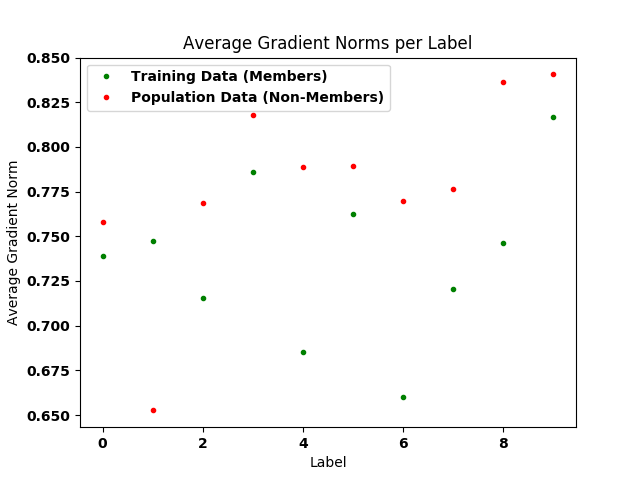 Average Gradient Norms per Label
Training Data (Members)
Population Data (Non-Members)
Average Gradient Norm
0.850
0.825
0.800
0.775
0.750
0.725
0.700
0.675
0.650
0 2 4 6 8
Label